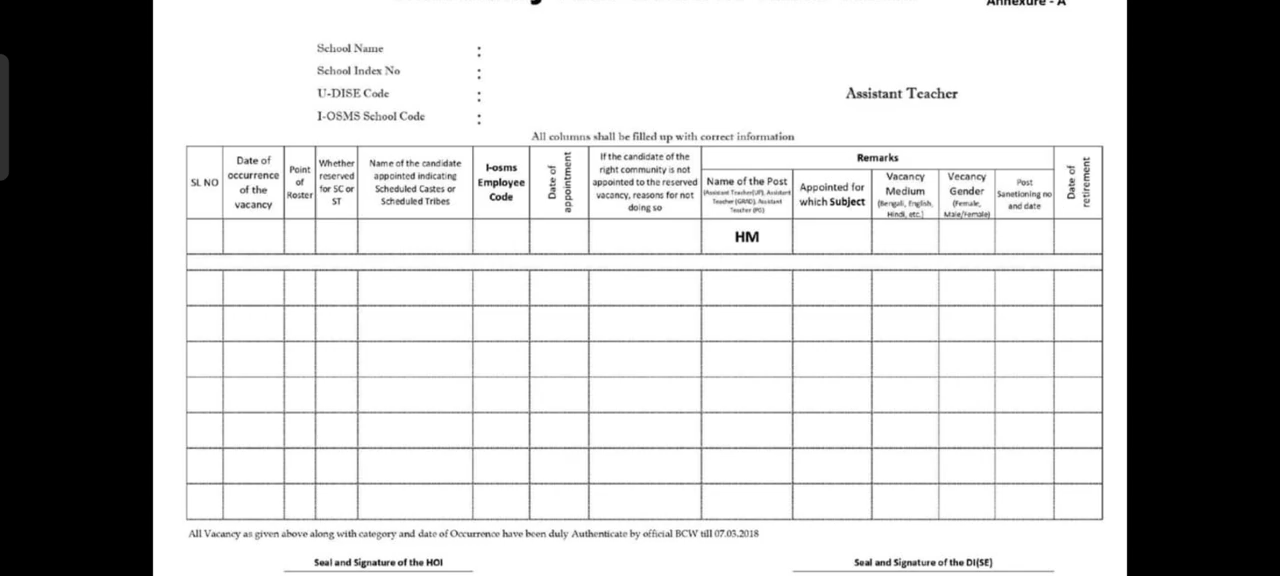 Annexure - A
School Name :
School Index No :
U-DISE Code :
Assistant Teacher
I-OSMS School Code :
All columns shall be filled up with correct information
SL NO
Date of
occurrence
of the
vacancy
Point
of
Roster
Whether
reserved
for SC or
ST
Name of the candidate
appointed indicating
Scheduled Castes or
Scheduled Tribes
I-osms
Employee
Code
Date of
appointment
If the candidate of the
right community is not
appointed to the reserved
vacancy, reasons for not
doing so
Remarks
Name of the Post
(Assistant Teacher(UP), Assistant
Teacher (GRAD), Assistant
Teacher (PG)
Appointed for
which Subject
Vacancy
Medium
(Bengali, English,
Hindi, etc.)
Vecancy
Gender
(Female,
Male/Female)
Post
Sanetioning no
and date
Date of
retirement
HM
All Vacancy as given above along with category and date of Occurrence have been duly Authenticate by official BCW till 07.03.2018
Seal and Signature of the HOI
Seal and Signature of the DI(SE)